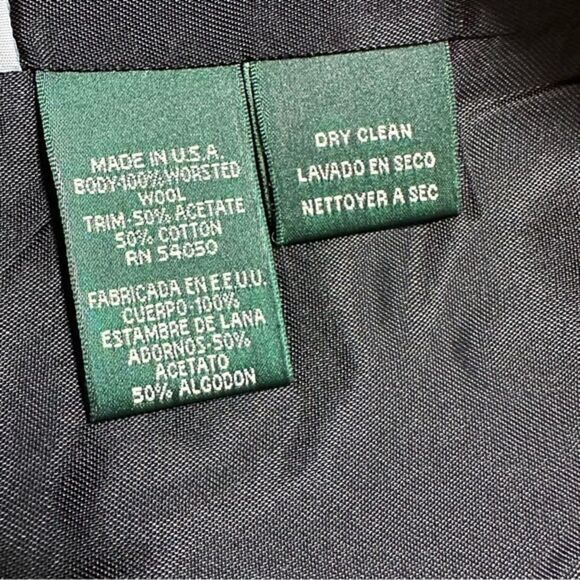 MADE IN U.S.A.
BODY-100% WORSTED
WOOL
TRIM-50% ACETATE
50% COTTON
RN 54050
FABRICADA EN E.E.U.U.
CUERPO-100%
ESTAMBRE DE LANA
ADORNOS-50%
ACETATO
50% ALGODON
DRY CLEAN
LAVADO EN SECO
NETTOYER A SEC